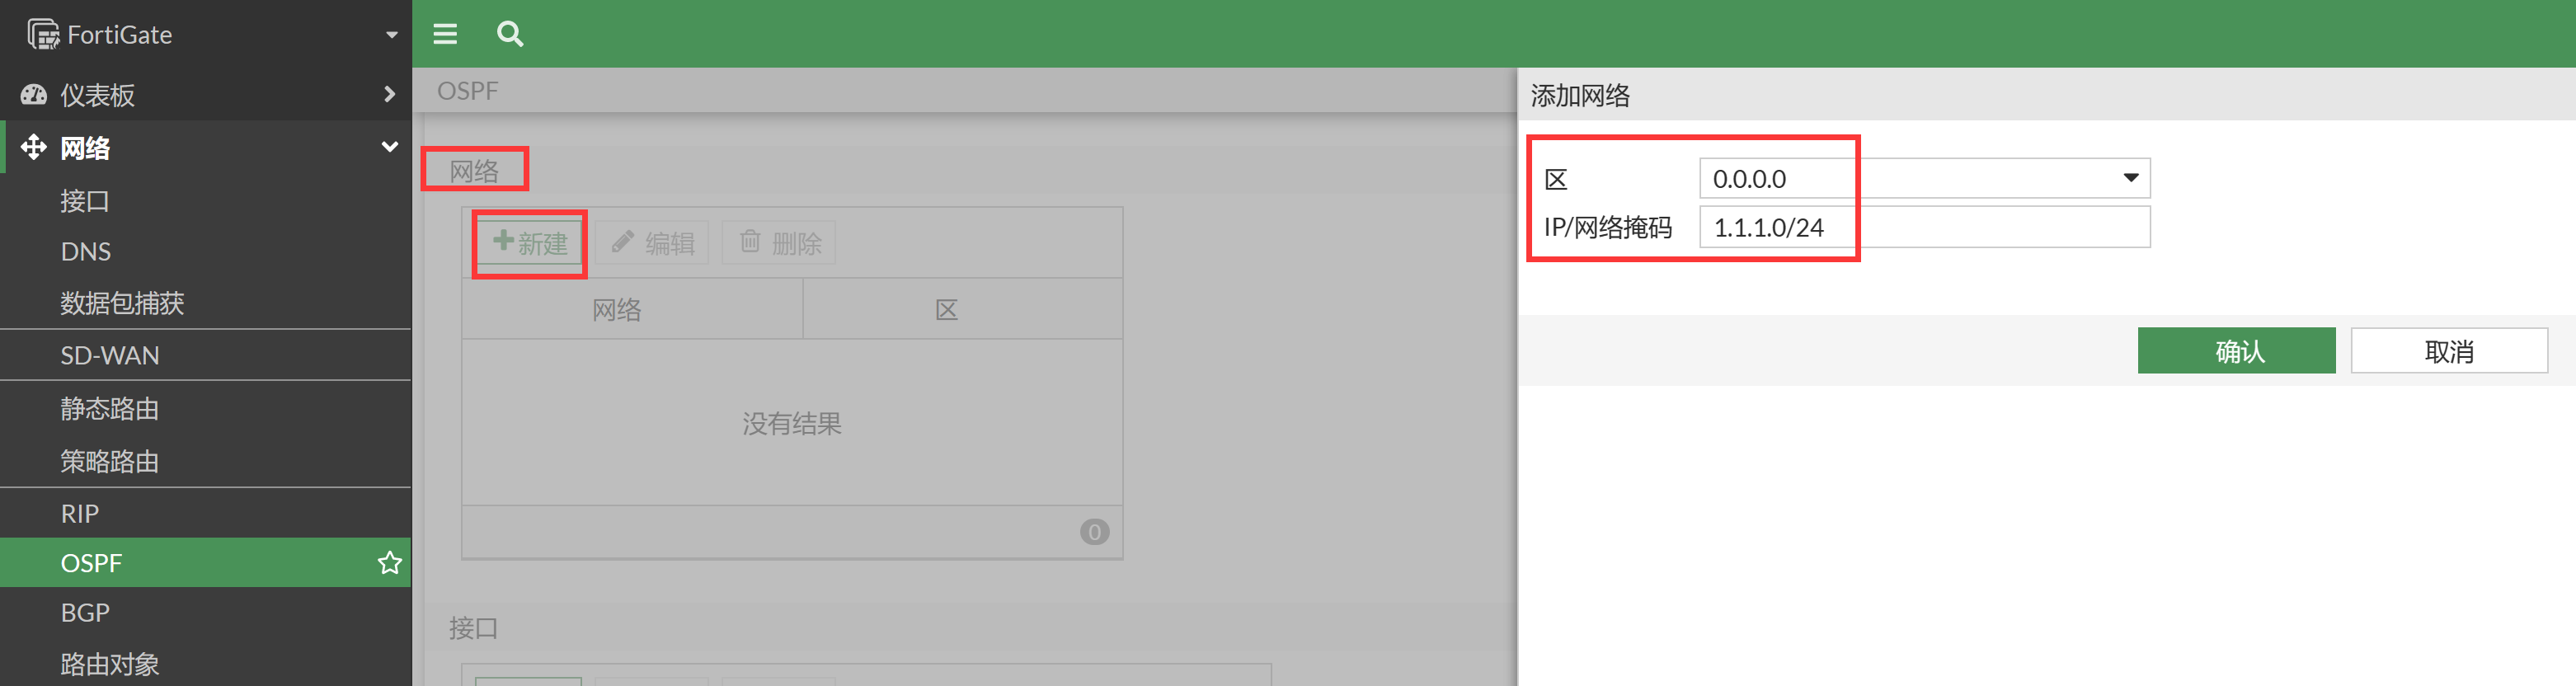 FortiGate
仪表板
网络
接口
DNS
数据包捕获
SD-WAN
静态路由
策略路由
RIP
OSPF
BGP
路由对象
OSPF
网络
新建 编辑 删除
网络 区
没有结果
0
接口
添加网络
区 0.0.0.0
IP/网络掩码 1.1.1.0/24
确认 取消